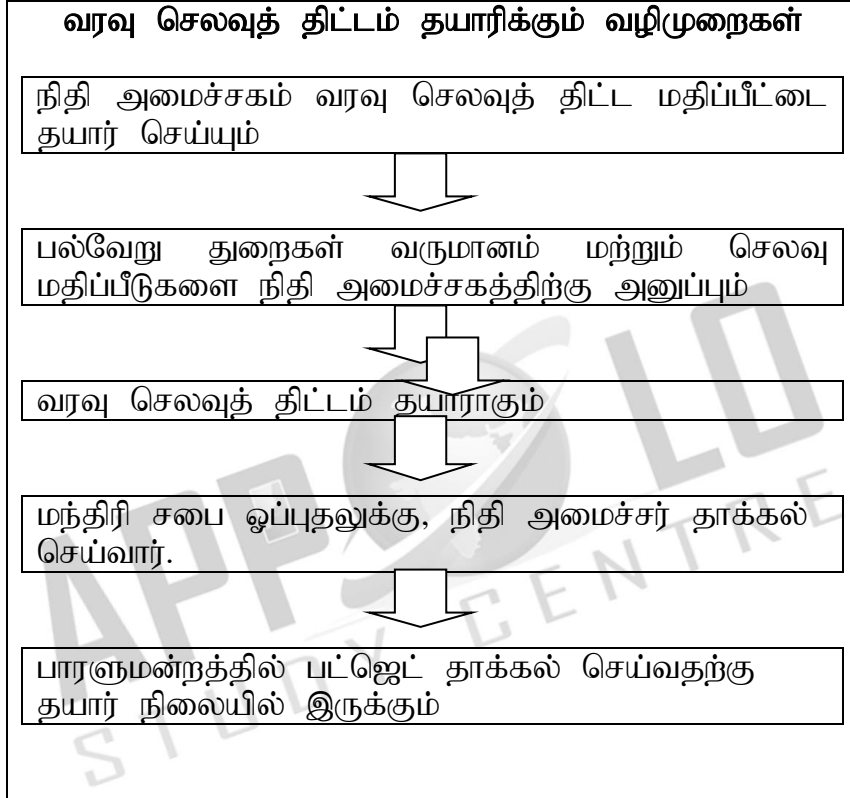 வரவு செலவுத் திட்டம் தயாரிக்கும் வழிமுறைகள்
நிதி அமைச்சகம் வரவு செலவுத் திட்ட மதிப்பீட்டை
தயார் செய்யும்
பல்வேறு துறைகள் வருமானம் மற்றும் செலவு
மதிப்பீடுகளை நிதி அமைச்சகத்திற்கு அனுப்பும்
வரவு செலவுத் திட்டம் தயாராகும்
மந்திரி சபை ஒப்புதலுக்கு, நிதி அமைச்சர் தாக்கல்
செய்வார்.
பாரளுமன்றத்தில் பட்ஜெட் தாக்கல் செய்வதற்கு
தயார் நிலையில் இருக்கும்
APPOLO
STUDY CENTRE